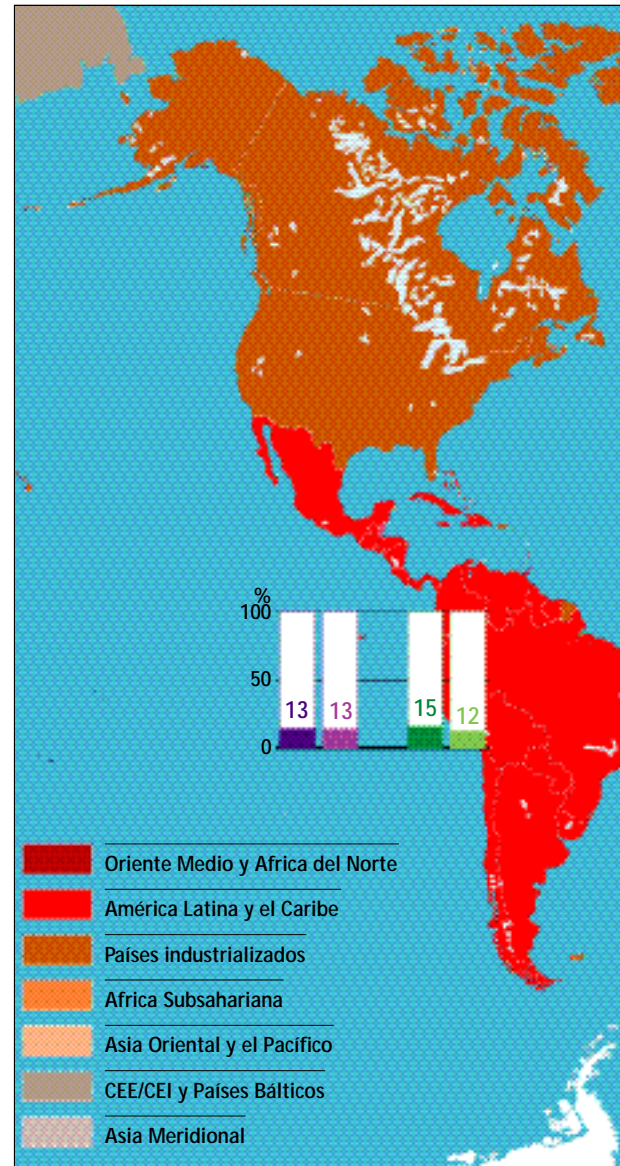 %
100
50
0
13
13
15
12
Oriente Medio y Africa del Norte
América Latina y el Caribe
Países industrializados
Africa Subsahariana
Asia Oriental y el Pacífico
CEE/CEI y Países Bálticos
Asia Meridional